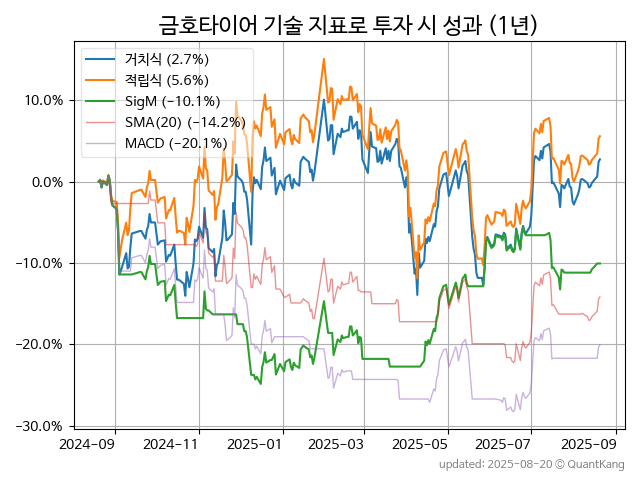 금호타이어 기술 지표로 투자 시 성과 (1년)
거치식 (2.7%)
적립식 (5.6%)
SigM (−10.1%)
SMA(20) (−14.2%)
MACD (−20.1%)
10.0%
0.0%
−10.0%
−20.0%
−30.0%
2024-09 2024-11 2025-01 2025-03 2025-05 2025-07 2025-09
updated: 2025-08-20 © QuantKang